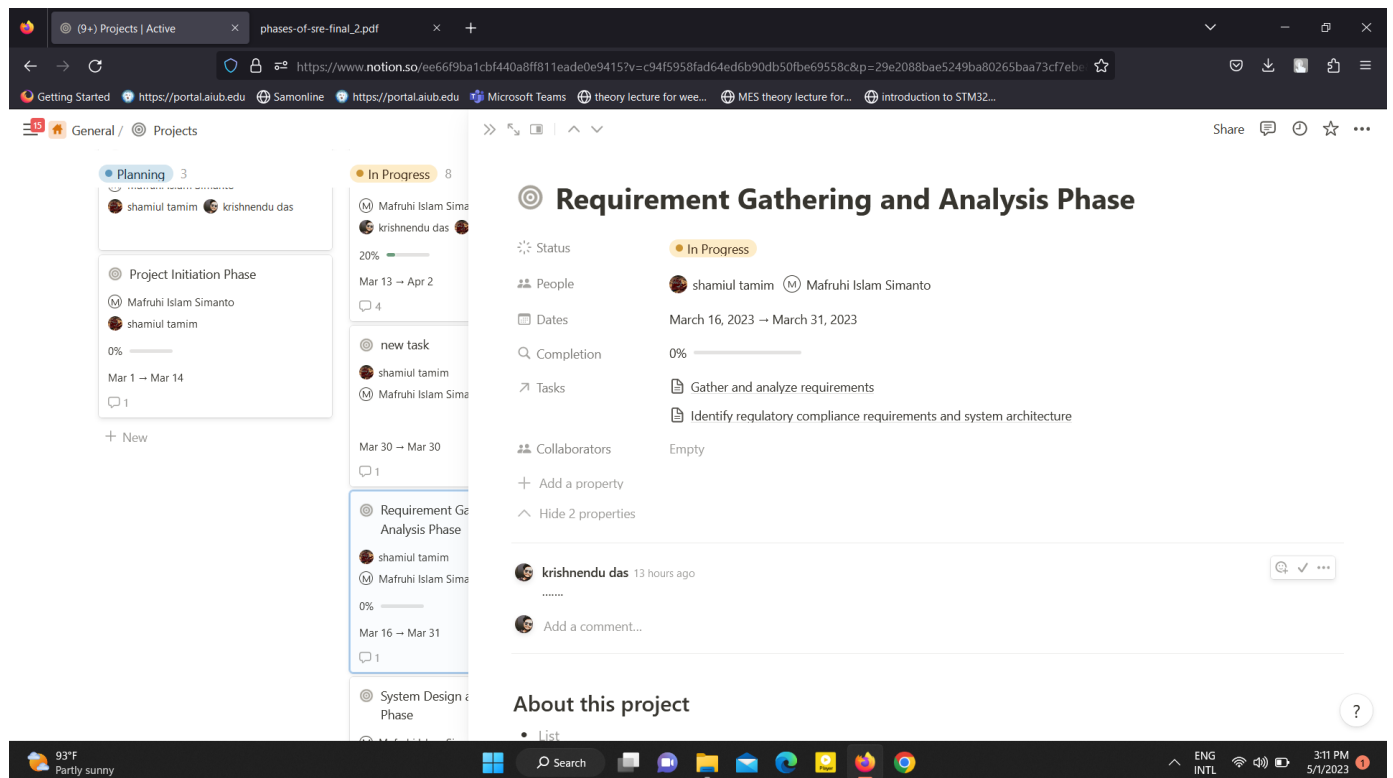 (9+) Projects | Active
phases-of-sre-final_2.pdf
https://www.notion.so/ee66f9ba1cbf440a8ff811eade0e9415?v=c94f5958fad64ed6b90db50fbe69558c&p=29e2088bae5249ba80265baa73cf7ebe
Getting Started https://portal.aiub.edu Samonline https://portal.aiub.edu Microsoft Teams theory lecture for wee... MES theory lecture for... introduction to STM32...
15 General / Projects
Share
Planning 3
shamiul tamim krishnendu das
Project Initiation Phase
M Mafruhi Islam Simanto
shamiul tamim
0%
Mar 1 → Mar 14
1
+ New
In Progress 8
M Mafruhi Islam Sima
krishnendu das
20%
Mar 13 → Apr 2
4
new task
shamiul tamim
M Mafruhi Islam Sima
Mar 30 → Mar 30
1
Requirement Ga
Analysis Phase
shamiul tamim
M Mafruhi Islam Sima
0%
Mar 16 → Mar 31
1
System Design a
Phase
Requirement Gathering and Analysis Phase
Status In Progress
People shamiul tamim M Mafruhi Islam Simanto
Dates March 16, 2023 → March 31, 2023
Completion 0%
Tasks Gather and analyze requirements
Identify regulatory compliance requirements and system architecture
Collaborators Empty
+ Add a property
Hide 2 properties
krishnendu das 13 hours ago
.......
Add a comment...
About this project
• List
?
93°F
Partly sunny
Search
ENG
INTL
3:11 PM
5/1/2023
1